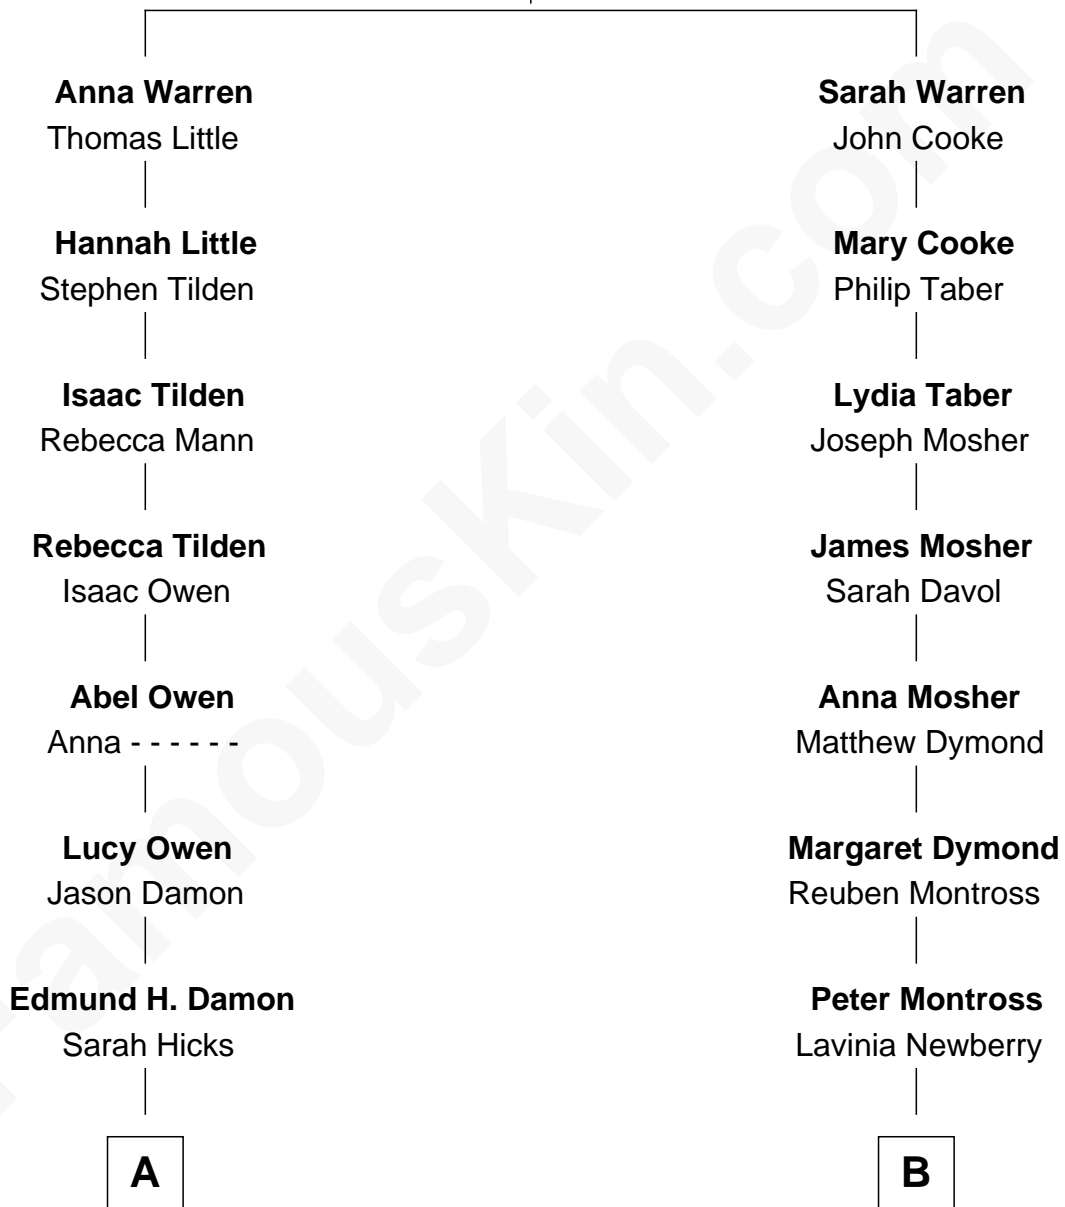 Anna Warren
Thomas Little
Hannah Little
Stephen Tilden
Isaac Tilden
Rebecca Mann
Rebecca Tilden
Isaac Owen
Abel Owen
Anna - - - - - -
Lucy Owen
Jason Damon
Edmund H. Damon
Sarah Hicks
A
Sarah Warren
John Cooke
Mary Cooke
Philip Taber
Lydia Taber
Joseph Mosher
James Mosher
Sarah Davol
Anna Mosher
Matthew Dymond
Margaret Dymond
Reuben Montross
Peter Montross
Lavinia Newberry
B
FamousKin.com